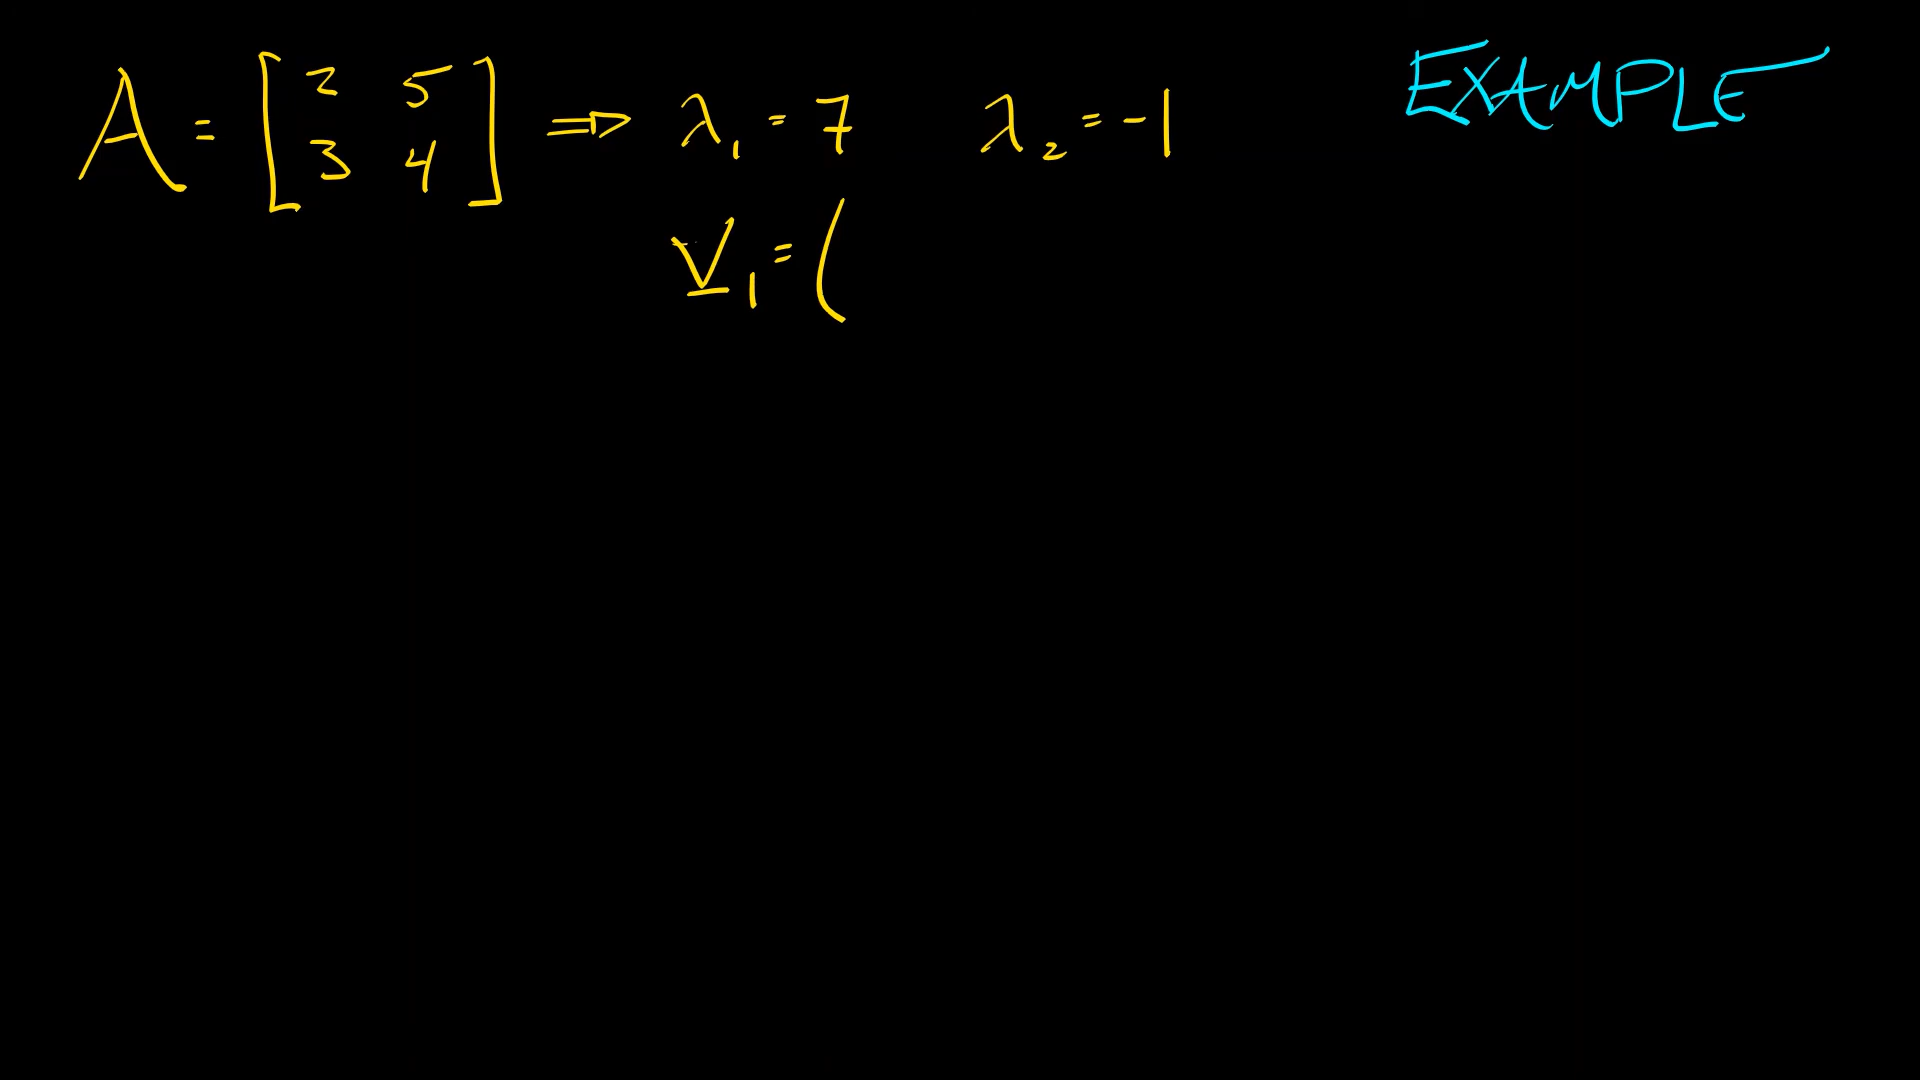 A = [2 5; 3 4] ⇒ λ₁ = 7 λ₂ = -1 EXAMPLE
v₁ = (